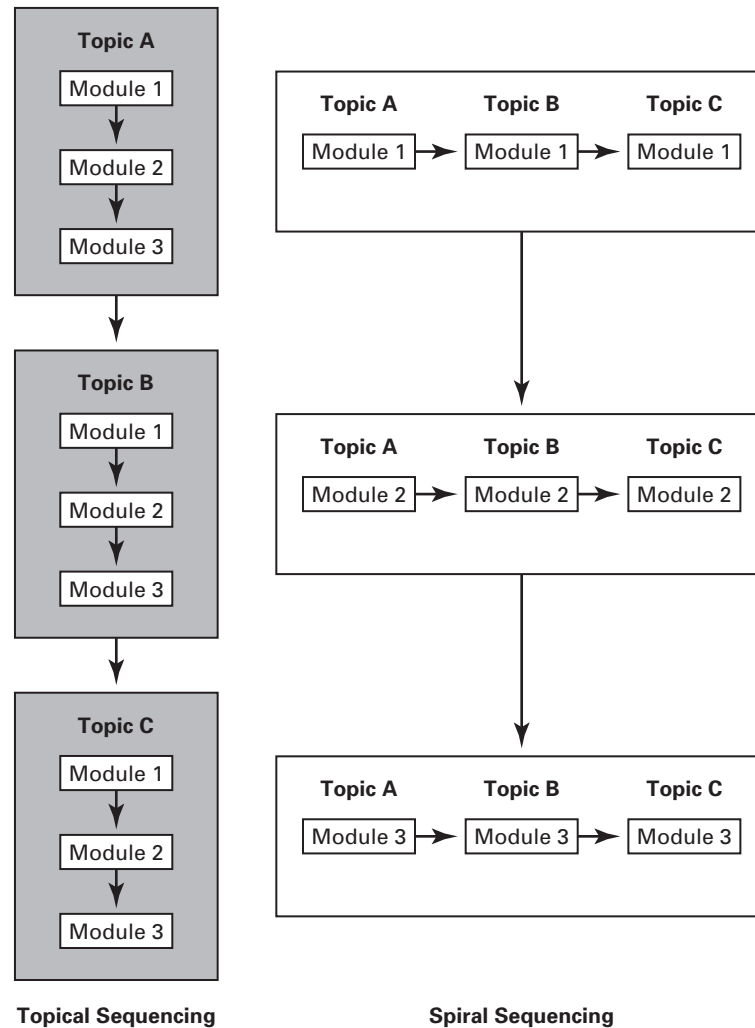 Topic A
Module 1
Module 2
Module 3
Topic B
Module 1
Module 2
Module 3
Topic C
Module 1
Module 2
Module 3
Topical Sequencing
Topic A Topic B Topic C
Module 1 Module 1 Module 1
Topic A Topic B Topic C
Module 2 Module 2 Module 2
Topic A Topic B Topic C
Module 3 Module 3 Module 3
Spiral Sequencing